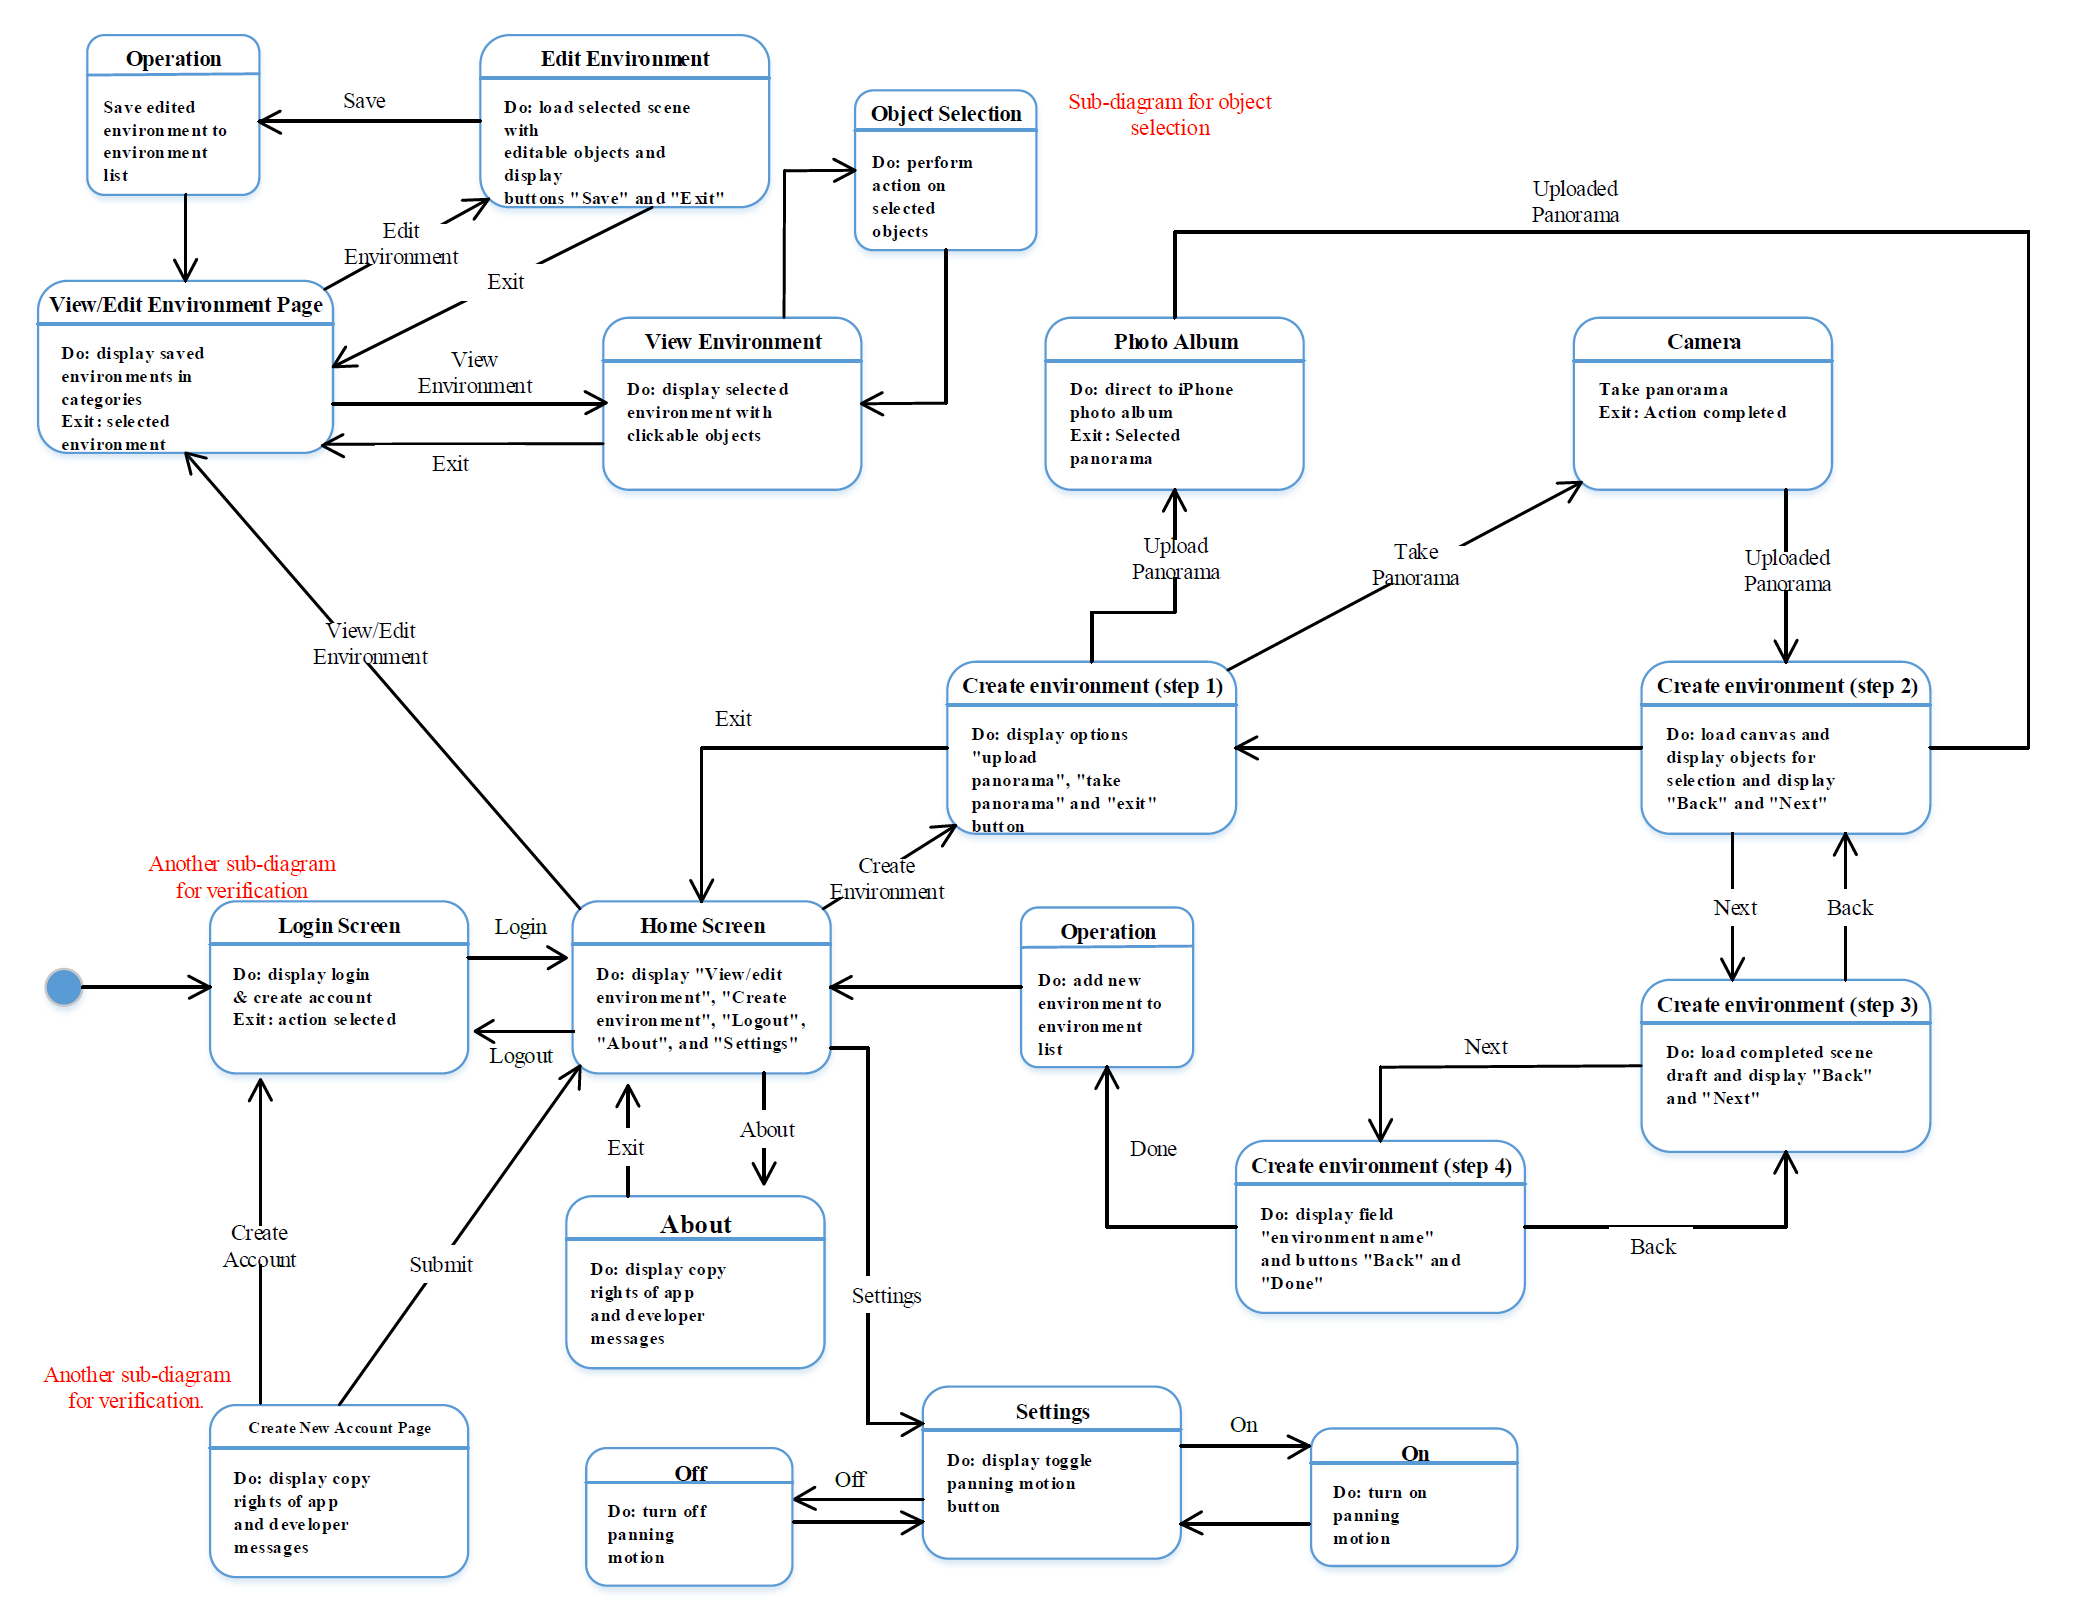 Operation
Save edited
environment to
environment
list
Save
Edit Environment
Do: load selected scene
with
editable objects and
display
buttons "Save" and "Exit"
Object Selection
Do: perform
action on
selected
objects
Sub-diagram for object
selection
Uploaded
Panorama
Edit
Environment
Exit
View/Edit Environment Page
Do: display saved
environments in
categories
Exit: selected
environment
View
Environment
Exit
View Environment
Do: display selected
environment with
clickable objects
Photo Album
Do: direct to iPhone
photo album
Exit: Selected
panorama
Camera
Take panorama
Exit: Action completed
Upload
Panorama
Take
Panorama
Uploaded
Panorama
View/Edit
Environment
Exit
Create environment (step 1)
Do: display options
"upload
panorama", "take
panorama" and "exit"
button
Create environment (step 2)
Do: load canvas and
display objects for
selection and display
"Back" and "Next"
Create
Environment
Another sub-diagram
for verification
Login Screen
Do: display login
& create account
Exit: action selected
Login
Logout
Home Screen
Do: display "View/edit
environment", "Create
environment", "Logout",
"About", and "Settings"
Operation
Do: add new
environment to
environment
list
Next
Back
Create environment (step 3)
Do: load completed scene
draft and display "Back"
and "Next"
Next
Exit
About
Done
Create environment (step 4)
Do: display field
"environment name"
and buttons "Back" and
"Done"
Back
Create
Account
Submit
About
Do: display copy
rights of app
and developer
messages
Settings
Another sub-diagram
for verification.
Create New Account Page
Do: display copy
rights of app
and developer
messages
Off
Do: turn off
panning
motion
Off
Settings
Do: display toggle
panning motion
button
On
On
Do: turn on
panning
motion